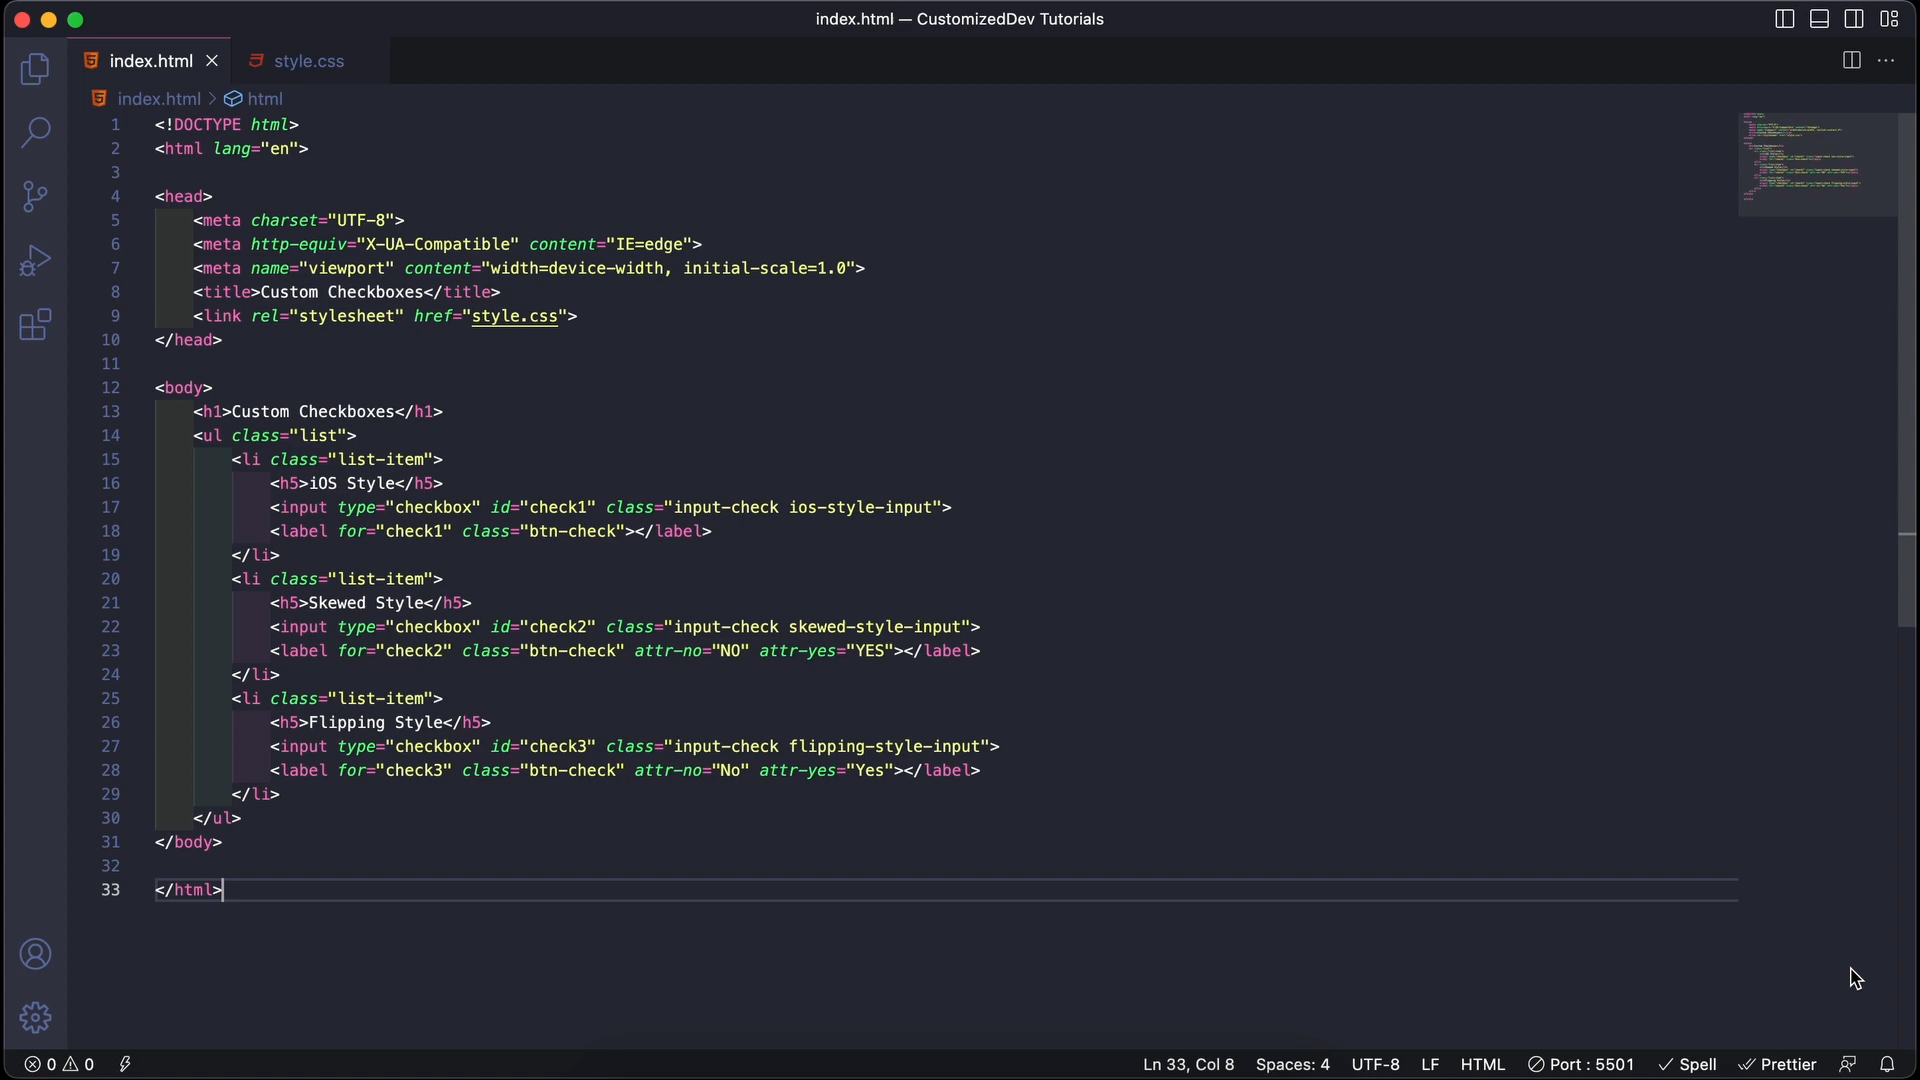 index.html — CustomizedDev Tutorials
index.html
style.css
index.html > html
1 <!DOCTYPE html>
2 <html lang="en">
3
4 <head>
5 <meta charset="UTF-8">
6 <meta http-equiv="X-UA-Compatible" content="IE=edge">
7 <meta name="viewport" content="width=device-width, initial-scale=1.0">
8 <title>Custom Checkboxes</title>
9 <link rel="stylesheet" href="style.css">
10 </head>
11
12 <body>
13 <h1>Custom Checkboxes</h1>
14 <ul class="list">
15 <li class="list-item">
16 <h5>iOS Style</h5>
17 <input type="checkbox" id="check1" class="input-check ios-style-input">
18 <label for="check1" class="btn-check"></label>
19 </li>
20 <li class="list-item">
21 <h5>Skewed Style</h5>
22 <input type="checkbox" id="check2" class="input-check skewed-style-input">
23 <label for="check2" class="btn-check" attr-no="NO" attr-yes="YES"></label>
24 </li>
25 <li class="list-item">
26 <h5>Flipping Style</h5>
27 <input type="checkbox" id="check3" class="input-check flipping-style-input">
28 <label for="check3" class="btn-check" attr-no="No" attr-yes="Yes"></label>
29 </li>
30 </ul>
31 </body>
32
33 </html>
0 0 Ln 33, Col 8 Spaces: 4 UTF-8 LF HTML Port : 5501 Spell Prettier